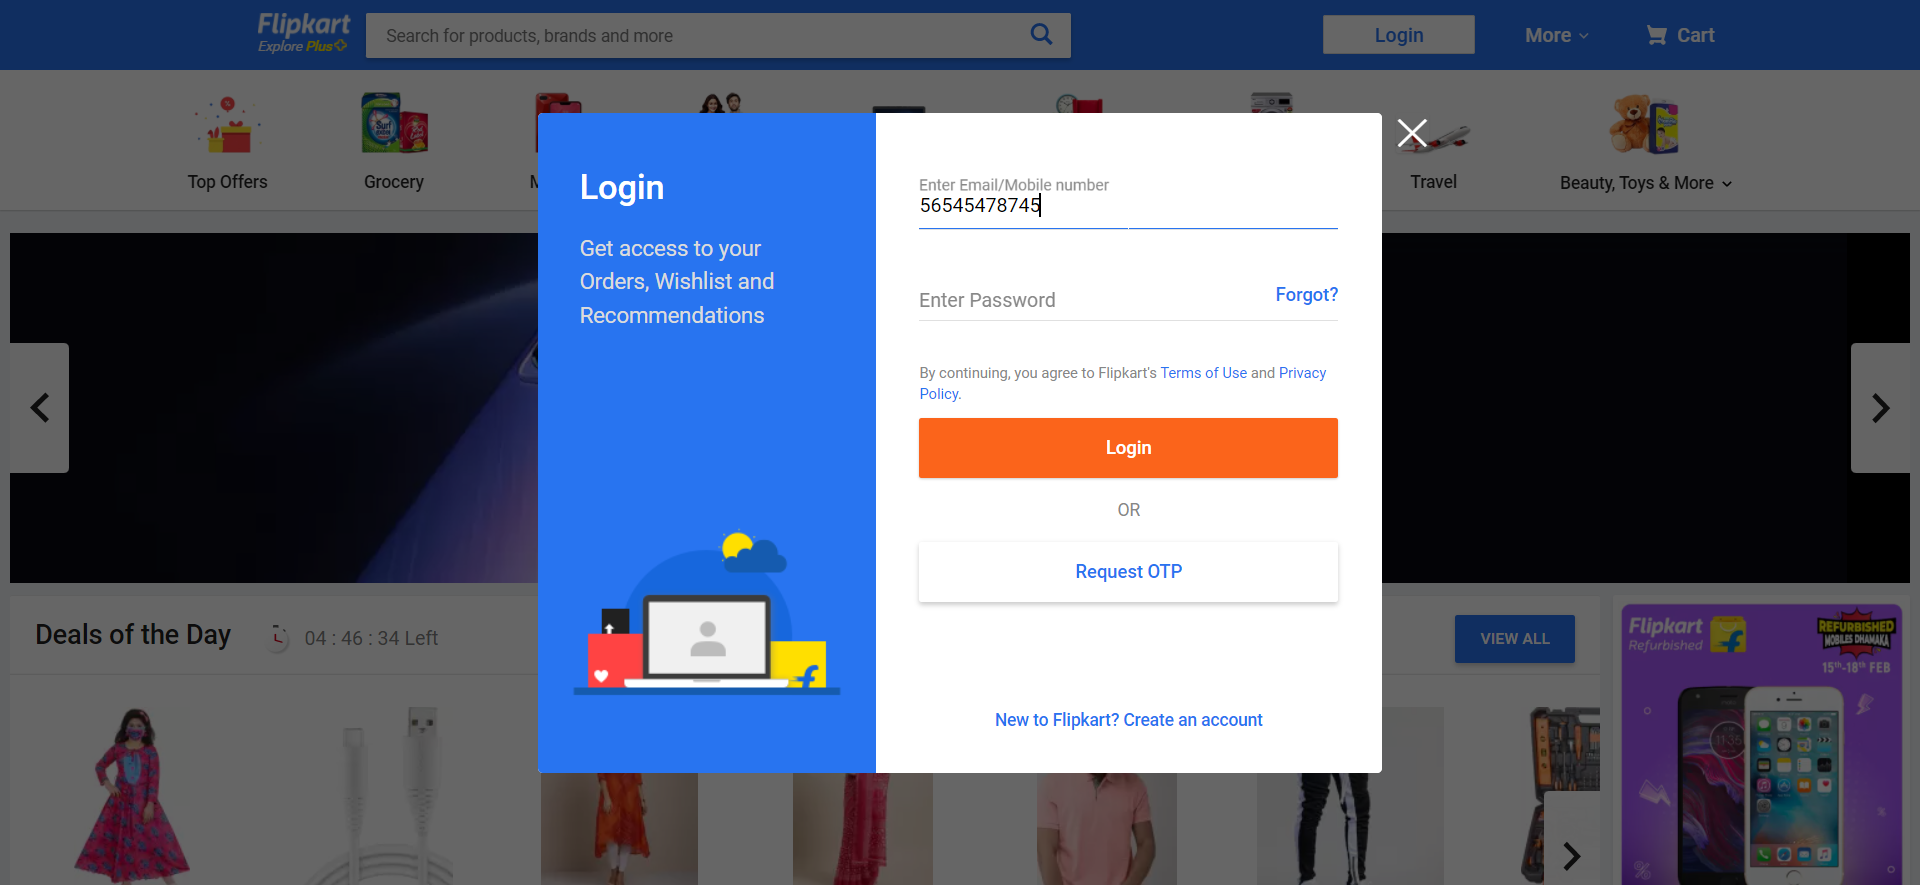 Flipkart
Explore Plus
Search for products, brands and more
Login
More
Cart
Top Offers
Grocery
Travel
Beauty, Toys & More
Login
Get access to your
Orders, Wishlist and
Recommendations
Enter Email/Mobile number
56545478745
Enter Password
Forgot?
By continuing, you agree to Flipkart's Terms of Use and Privacy
Policy.
Login
OR
Request OTP
New to Flipkart? Create an account
Deals of the Day
04 : 46 : 34 Left
VIEW ALL
Flipkart
Refurbished
REFURBISHED
MOBILES DHAMAKA
15th-18th FEB